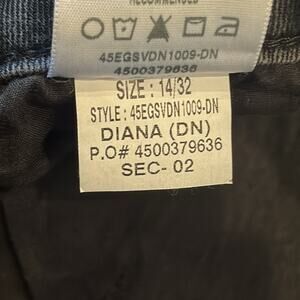 RECOMMENDED
45EGSVDN1009-DN
4500379636
SIZE : 14/32
STYLE : 45EGSVDN1009-DN
DIANA (DN)
P.O# 4500379636
SEC- 02